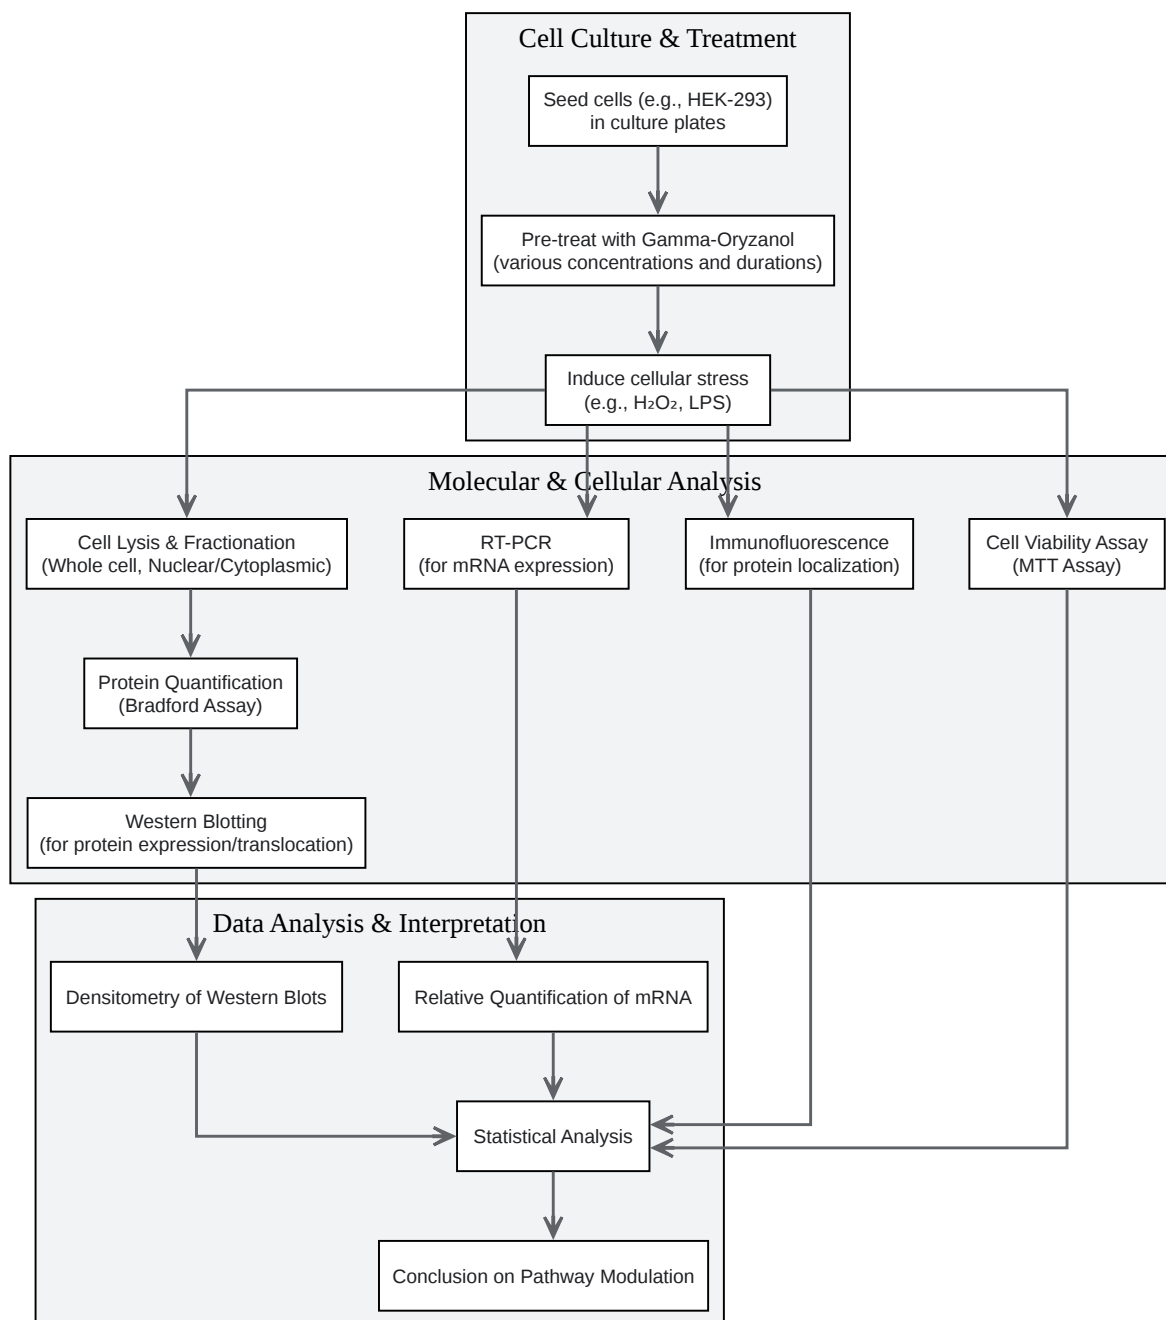 Cell Culture & Treatment
Seed cells (e.g., HEK-293)
in culture plates
Pre-treat with Gamma-Oryzanol
(various concentrations and durations)
Induce cellular stress
(e.g., H₂O₂, LPS)
Molecular & Cellular Analysis
Cell Lysis & Fractionation
(Whole cell, Nuclear/Cytoplasmic)
RT-PCR
(for mRNA expression)
Immunofluorescence
(for protein localization)
Cell Viability Assay
(MTT Assay)
Protein Quantification
(Bradford Assay)
Western Blotting
(for protein expression/translocation)
Data Analysis & Interpretation
Densitometry of Western Blots
Relative Quantification of mRNA
Statistical Analysis
Conclusion on Pathway Modulation